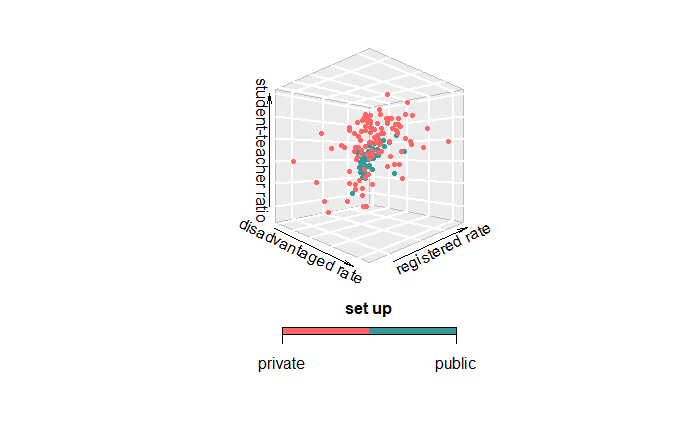 student-teacher ratio
disadvantaged rate
registered rate
set up
private
public